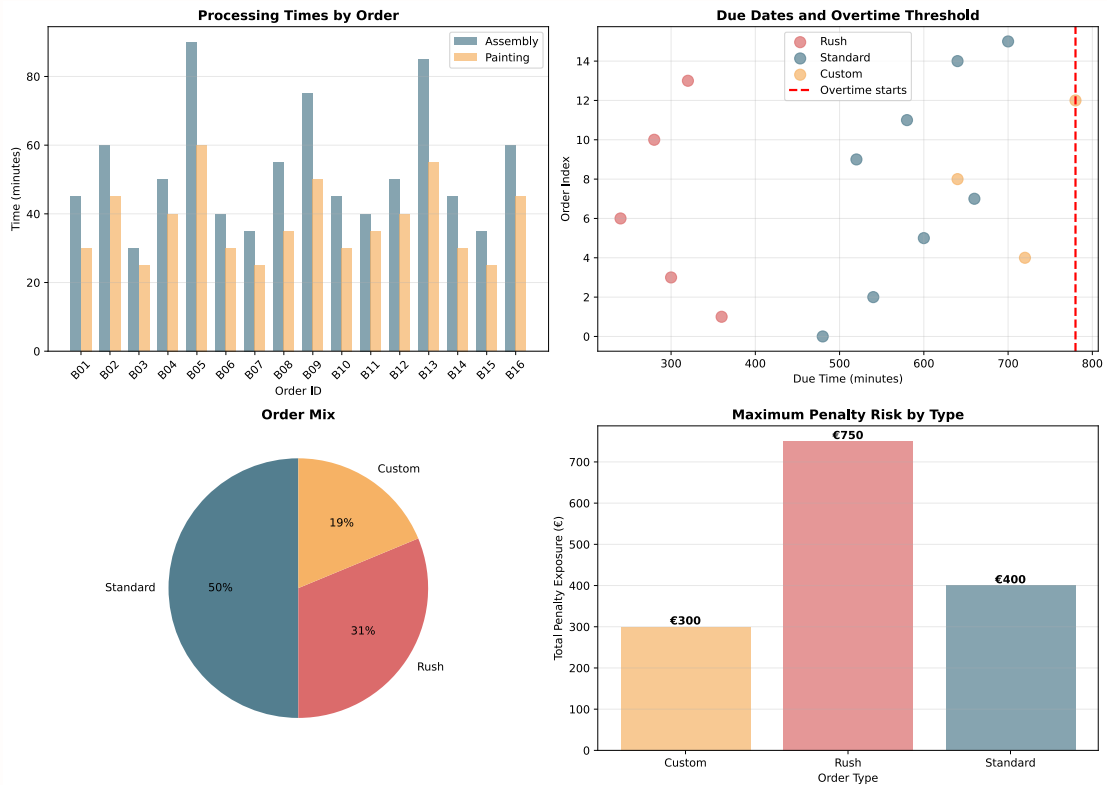 Processing Times by Order
Assembly
Painting
Time (minutes)
80
60
40
20
0
B01 B02 B03 B04 B05 B06 B07 B08 B09 B10 B11 B12 B13 B14 B15 B16
Order ID
Due Dates and Overtime Threshold
Rush
Standard
Custom
Overtime starts
Order Index
14
12
10
8
6
4
2
0
300 400 500 600 700 800
Due Time (minutes)
Order Mix
Custom
19%
Standard
50%
31%
Rush
Maximum Penalty Risk by Type
Total Penalty Exposure (€)
700
600
500
400
300
200
100
0
€300
€750
€400
Custom Rush Standard
Order Type